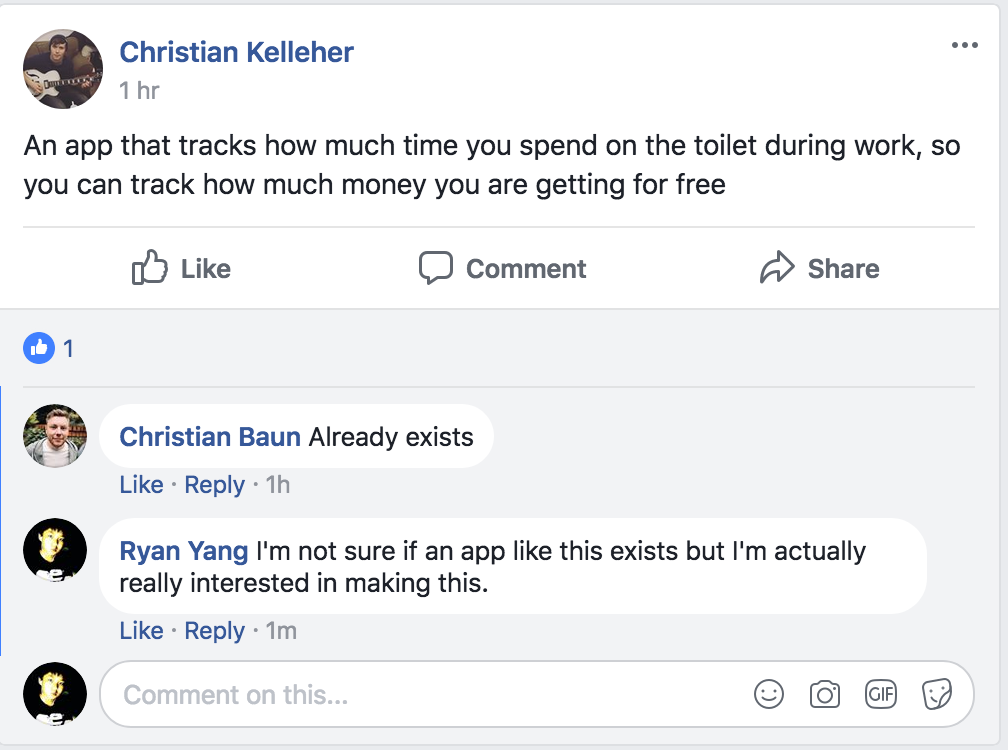 Christian Kelleher
1 hr
An app that tracks how much time you spend on the toilet during work, so
you can track how much money you are getting for free
Like Comment Share
1
Christian Baun Already exists
Like · Reply · 1h
Ryan Yang I'm not sure if an app like this exists but I'm actually
really interested in making this.
Like · Reply · 1m
Comment on this... GIF